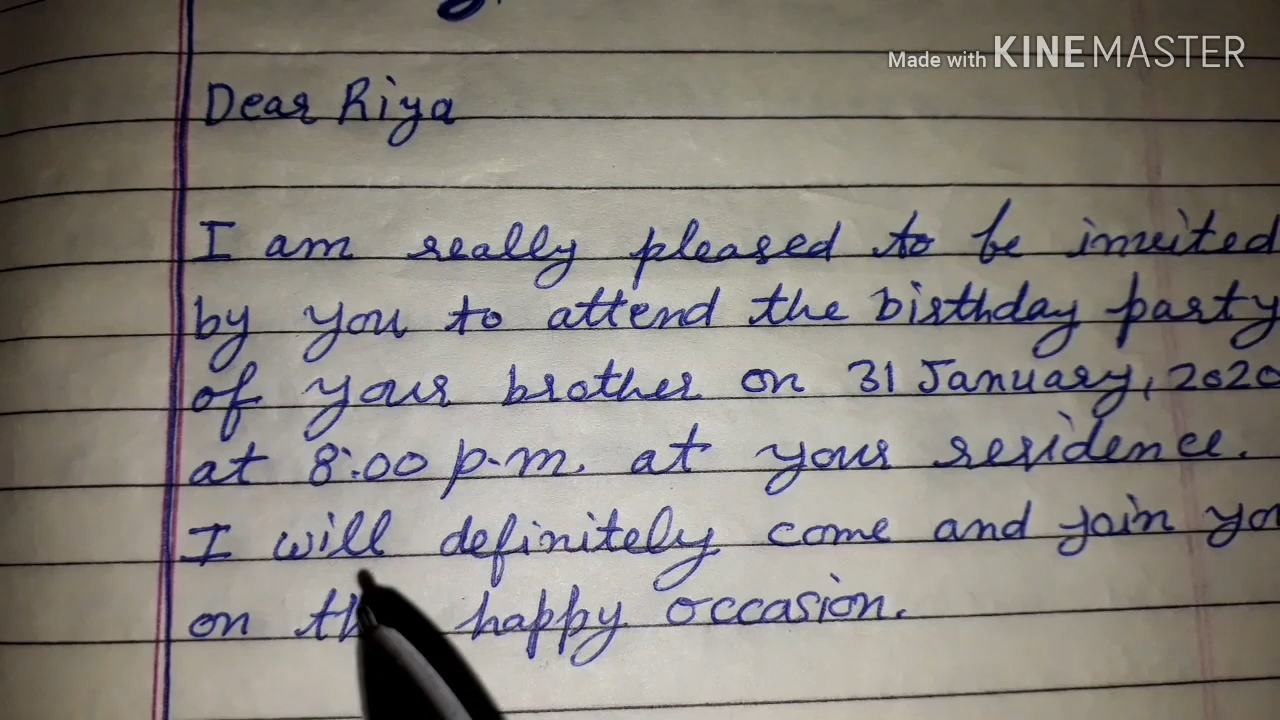 Made with KINEMASTER
Dear Riya
I am really pleased to be invited
by you to attend the birthday party
of your brother on 31 January, 2020
at 8:00 p.m. at your residence.
I will definitely come and join
on happy occasion.